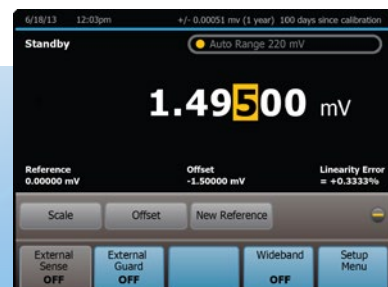 6/18/13 12:03pm +/- 0.00051 mv (1 year) 100 days since calibration
Standby
Auto Range 220 mV
1.49500 mV
Reference Offset Linearity Error
0.00000 mV -1.50000 mV = +0.3333%
Scale Offset New Reference
External Sense OFF
External Guard OFF
Wideband OFF
Setup Menu